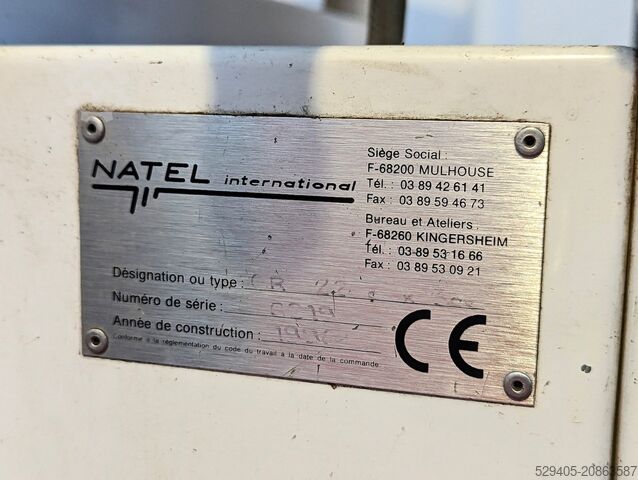 NATEL international
Siège Social :
F-68200 MULHOUSE
Tél. : 03 89 42 61 41
Fax : 03 89 59 46 73
Bureau et Ateliers :
F-68260 KINGERSHEIM
Tél. : 03 89 53 16 66
Fax : 03 89 53 09 21
Désignation ou type :
Numéro de série :
Année de construction :
Conforme à la réglementation du code du travail à la date de la commande
CE
529405-20863587